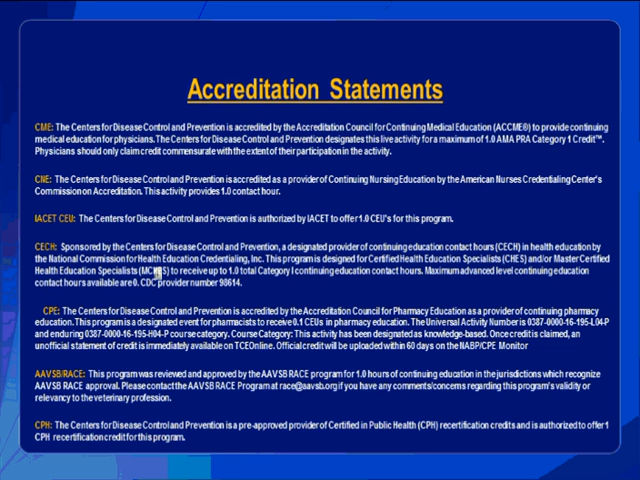 Accreditation Statements
CME: The Centers for Disease Control and Prevention is accredited by the Accreditation Council for Continuing Medical Education (ACCME®) to provide continuing
medical education for physicians. The Centers for Disease Control and Prevention designates this live activity for a maximum of 1.0 AMA PRA Category 1 Credit™.
Physicians should only claim credit commensurate with the extent of their participation in the activity.
CNE: The Centers for Disease Control and Prevention is accredited as a provider of Continuing Nursing Education by the American Nurses Credentialing Center's
Commission on Accreditation. This activity provides 1.0 contact hour.
IACET CEU: The Centers for Disease Control and Prevention is authorized by IACET to offer 1.0 CEU's for this program.
CECH: Sponsored by the Centers for Disease Control and Prevention, a designated provider of continuing education contact hours (CECH) in health education by
the National Commission for Health Education Credentialing, Inc. This program is designed for Certified Health Education Specialists (CHES) and/or Master Certified
Health Education Specialists (MCHES) to receive up to 1.0 total Category I continuing education contact hours. Maximum advanced level continuing education
contact hours available are 0. CDC provider number 98614.
CPE: The Centers for Disease Control and Prevention is accredited by the Accreditation Council for Pharmacy Education as a provider of continuing pharmacy
education. This program is a designated event for pharmacists to receive 0.1 CEUs in pharmacy education. The Universal Activity Number is 0387-0000-16-195-L04-P
and enduring 0387-0000-16-195-H04-P course category. Course Category: This activity has been designated as knowledge-based. Once credit is claimed, an
unofficial statement of credit is immediately available on TCEOnline. Official credit will be uploaded within 60 days on the NABP/CPE Monitor
AAVSB/RACE: This program was reviewed and approved by the AAVSB RACE program for 1.0 hours of continuing education in the jurisdictions which recognize
AAVSB RACE approval. Please contact the AAVSB RACE Program at race@aavsb.org if you have any comments/concerns regarding this program's validity or
relevancy to the veterinary profession.
CPH: The Centers for Disease Control and Prevention is a pre-approved provider of Certified in Public Health (CPH) recertification credits and is authorized to offer 1
CPH recertification credit for this program.